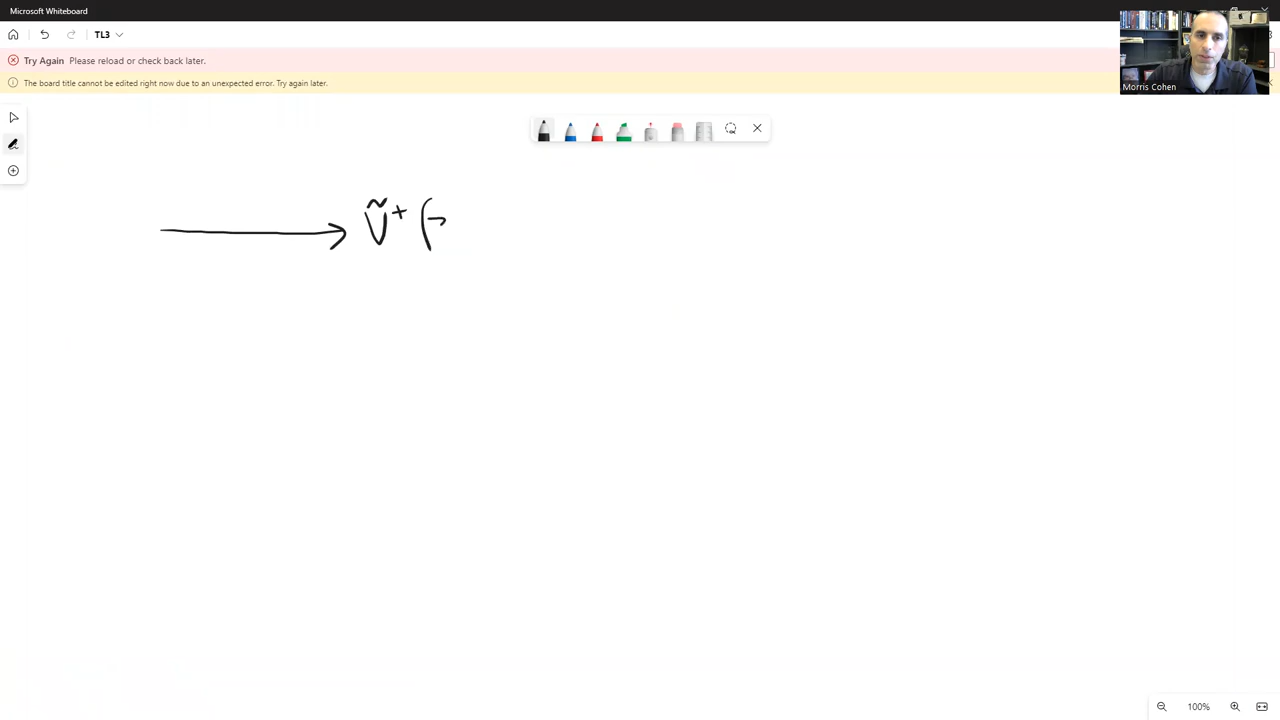 Microsoft Whiteboard
TL3
Try Again Please reload or check back later.
The board title cannot be edited right now due to an unexpected error. Try again later.
Morris Cohen
Ṽ⁺ (
100%